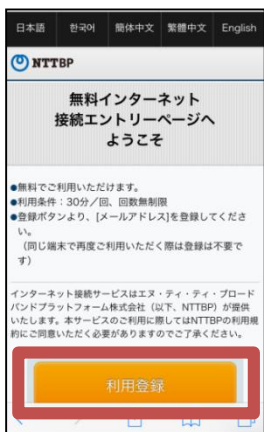 日本語 한국어 簡体中文 繁體中文 English
NTTBP
無料インターネット
接続エントリーページへ
ようこそ
●無料でご利用いただけます。
●利用条件：30分／回、回数無制限
●登録ボタンより、[メールアドレス]を登録してくださ
い。
（同じ端末で再度ご利用いただく際は登録は不要で
す）
インターネット接続サービスはエヌ・ティ・ティ・ブロード
バンドプラットフォーム株式会社（以下、NTTBP）が提供
いたします。本サービスのご利用に際してはNTTBPの利用規
約にご同意いただく必要がありますのでご了承ください。
利用登録